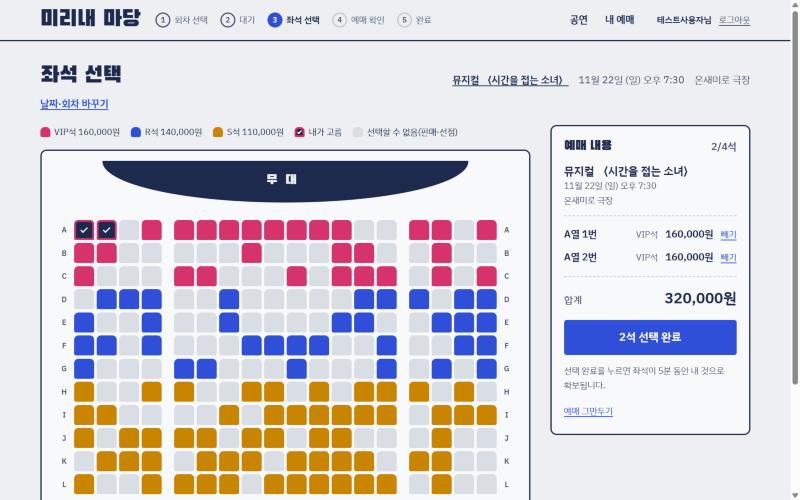 미리내 마당 1 회차 선택 2 대기 3 좌석 선택 4 예매 확인 5 완료 공연 내 예매 테스트사용자님 로그아웃
좌석 선택
뮤지컬 〈시간을 접는 소녀〉 11월 22일 (일) 오후 7:30 온새미로 극장
날짜·회차 바꾸기
VIP석 160,000원 R석 140,000원 S석 110,000원 내가 고름 선택할 수 없음(판매·선점)
무 대
A A
B B
C C
D D
E E
F F
G G
H H
I I
J J
K K
L L
예매 내용 2/4석
뮤지컬 〈시간을 접는 소녀〉
11월 22일 (일) 오후 7:30
온새미로 극장
A열 1번 VIP석 160,000원 빼기
A열 2번 VIP석 160,000원 빼기
합계 320,000원
2석 선택 완료
선택 완료를 누르면 좌석이 5분 동안 내 것으로
확보됩니다.
예매 그만두기